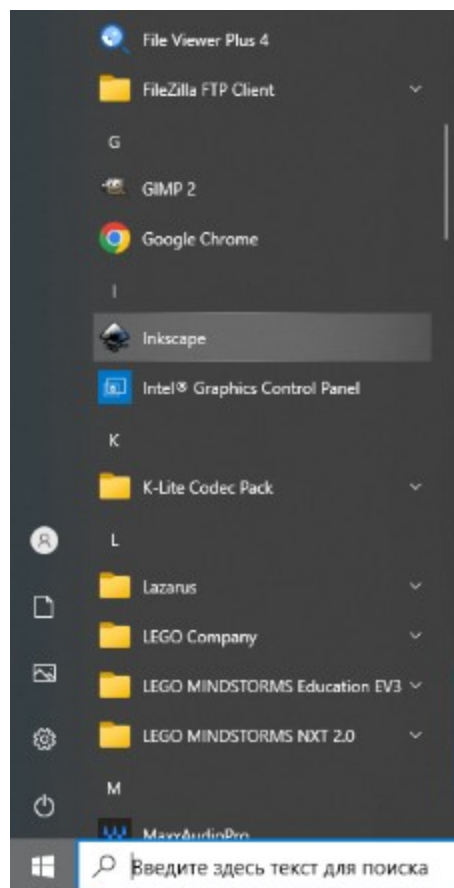 File Viewer Plus 4
FileZilla FTP Client
G
GIMP 2
Google Chrome
I
Inkscape
Intel® Graphics Control Panel
K
K-Lite Codec Pack
L
Lazarus
LEGO Company
LEGO MINDSTORMS Education EV3
LEGO MINDSTORMS NXT 2.0
M
MaxxAudioPro
Введите здесь текст для поиска